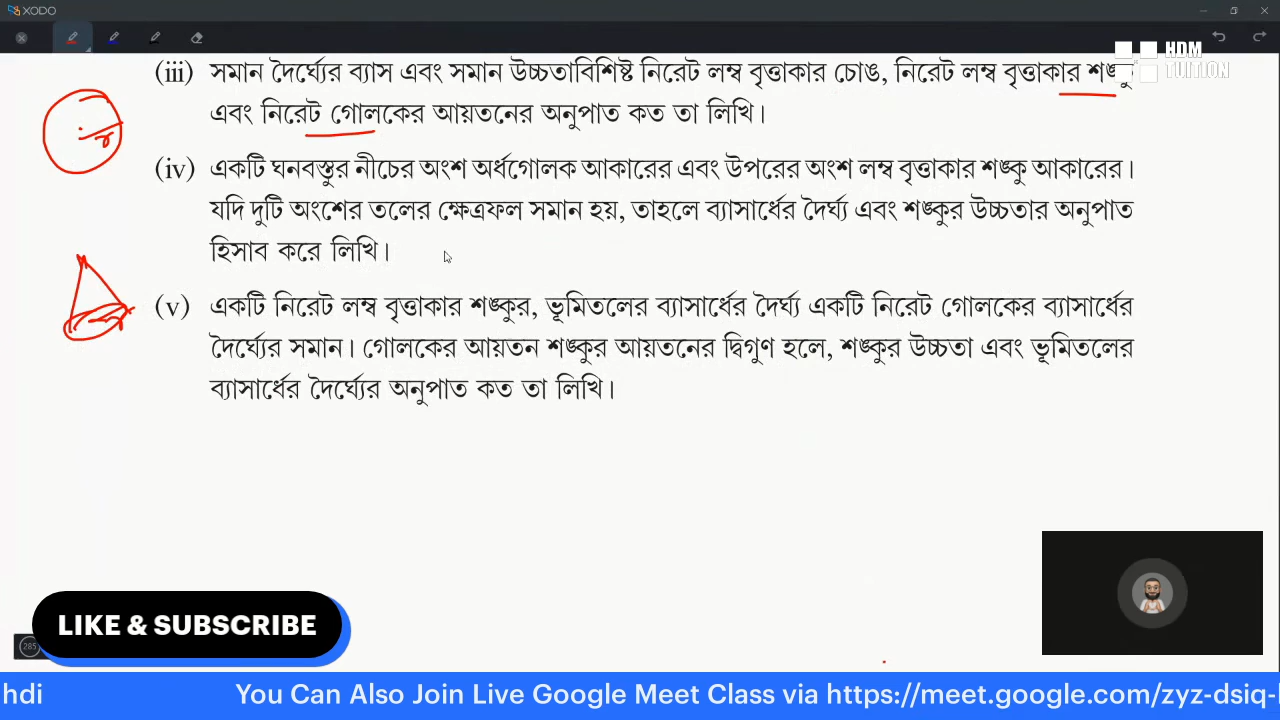 XODO
HDM
TUITION
(iii) সমান দৈর্ঘ্যের ব্যাস এবং সমান উচ্চতাবিশিষ্ট নিরেট লম্ব বৃত্তাকার চোঙ, নিরেট লম্ব বৃত্তাকার শঙ্কু
এবং নিরেট গোলকের আয়তনের অনুপাত কত তা লিখি।
r
(iv) একটি ঘনবস্তুর নীচের অংশ অর্ধগোলক আকারের এবং উপরের অংশ লম্ব বৃত্তাকার শঙ্কু আকারের।
যদি দুটি অংশের তলের ক্ষেত্রফল সমান হয়, তাহলে ব্যাসার্ধের দৈর্ঘ্য এবং শঙ্কুর উচ্চতার অনুপাত
হিসাব করে লিখি।
(v) একটি নিরেট লম্ব বৃত্তাকার শঙ্কুর, ভূমিতলের ব্যাসার্ধের দৈর্ঘ্য একটি নিরেট গোলকের ব্যাসার্ধের
দৈর্ঘ্যের সমান। গোলকের আয়তন শঙ্কুর আয়তনের দ্বিগুণ হলে, শঙ্কুর উচ্চতা এবং ভূমিতলের
ব্যাসার্ধের দৈর্ঘ্যের অনুপাত কত তা লিখি।
LIKE & SUBSCRIBE
285
hdi You Can Also Join Live Google Meet Class via https://meet.google.com/zyz-dsiq-